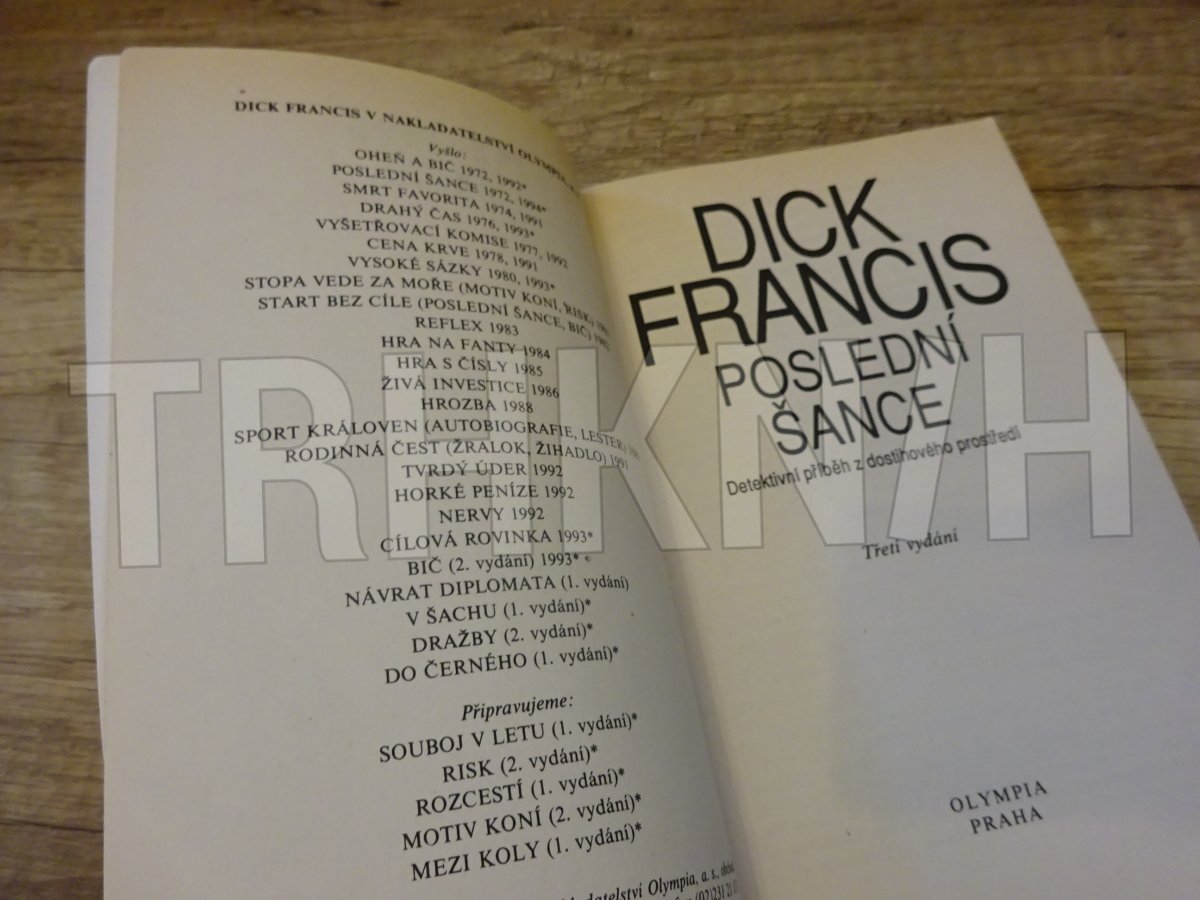 DICK FRANCIS V NAKLADATELSTVÍ OLYMPIA,
Vyšlo:
OHEŇ A BIČ 1972, 1992*
POSLEDNÍ ŠANCE 1972, 1994*
SMRT FAVORITA 1974, 1991
DRAHÝ ČAS 1976, 1993*
VYŠETŘOVACÍ KOMISE 1977, 1992
CENA KRVE 1978, 1991
VYSOKÉ SÁZKY 1980, 1993*
STOPA VEDE ZA MOŘE (MOTIV KONÍ, RISK)
START BEZ CÍLE (POSLEDNÍ ŠANCE, BIČ)
REFLEX 1983
HRA NA FANTY 1984
HRA S ČÍSLY 1985
ŽIVÁ INVESTICE 1986
HROZBA 1988
SPORT KRÁLOVEN (AUTOBIOGRAFIE, LESTER)
RODINNÁ ČEST (ŽRALOK, ŽIHADLO) 1991
TVRDÝ ÚDER 1992
HORKÉ PENÍZE 1992
NERVY 1992
CÍLOVÁ ROVINKA 1993*
BIČ (2. vydání) 1993*
NÁVRAT DIPLOMATA (1. vydání)
V ŠACHU (1. vydání)*
DRAŽBY (2. vydání)*
DO ČERNÉHO (1. vydání)*
Připravujeme:
SOUBOJ V LETU (1. vydání)*
RISK (2. vydání)*
ROZCESTÍ (1. vydání)*
MOTIV KONÍ (2. vydání)*
MEZI KOLY (1. vydání)*
Olympia, a. s.,
(02)231 21
DICK
FRANCIS
POSLEDNÍ
ŠANCE
Detektivní příběh z dostihového prostředí
Třetí vydání
OLYMPIA
PRAHA
TRHKNIH